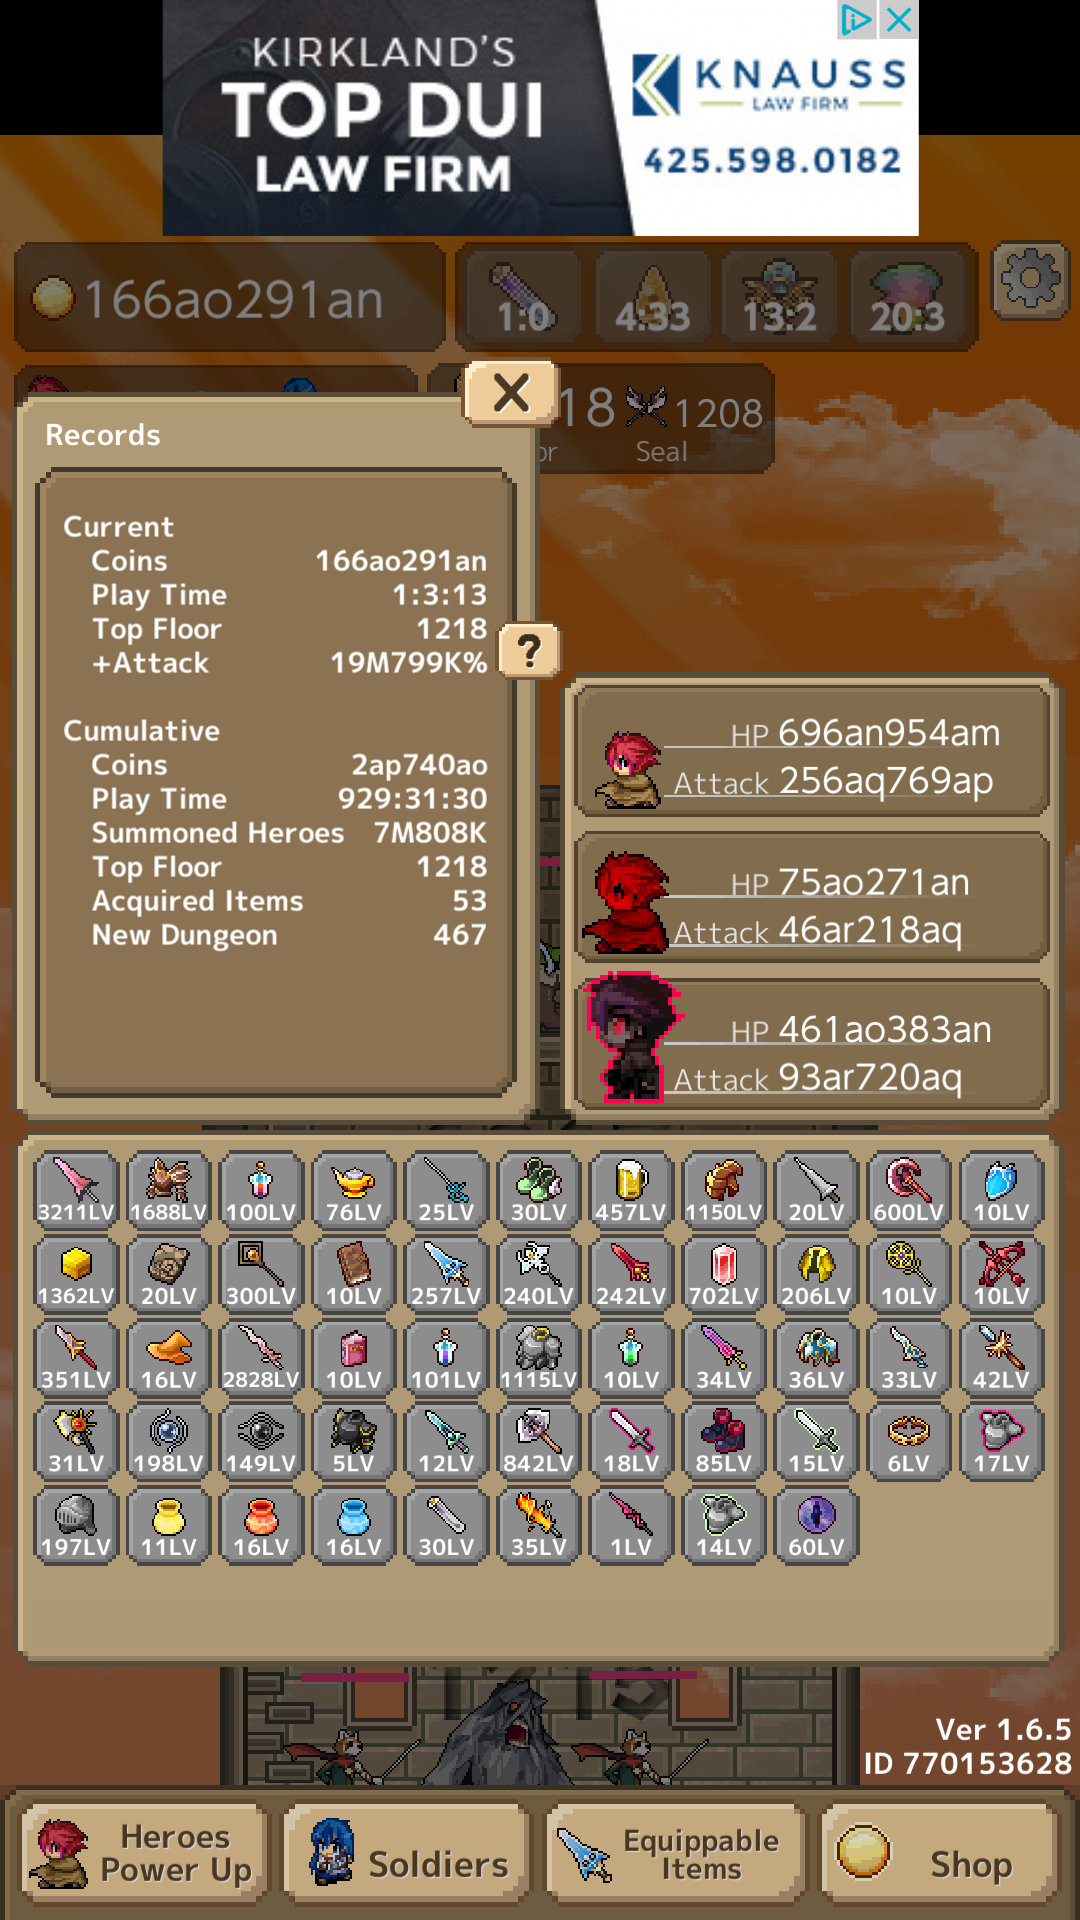 KIRKLAND'S
TOP DUI
LAW FIRM
KNAUSS
LAW FIRM
425.598.0182
166ao291an
1:0
4:33
13:2
20:3
18
1208
or
Seal
Records
Current
Coins 166ao291an
Play Time 1:3:13
Top Floor 1218
+Attack 19M799K%
?
Cumulative
Coins 2ap740ao
Play Time 929:31:30
Summoned Heroes 7M808K
Top Floor 1218
Acquired Items 53
New Dungeon 467
HP 696an954am
Attack 256aq769ap
HP 75ao271an
Attack 46ar218aq
HP 461ao383an
Attack 93ar720aq
3211LV 1688LV 100LV 76LV 25LV 30LV 457LV 1150LV 20LV 600LV 10LV
1362LV 20LV 300LV 10LV 257LV 240LV 242LV 702LV 206LV 10LV 10LV
351LV 16LV 2828LV 10LV 101LV 1115LV 10LV 34LV 36LV 33LV 42LV
31LV 198LV 149LV 5LV 12LV 842LV 18LV 85LV 15LV 6LV 17LV
197LV 11LV 16LV 16LV 30LV 35LV 1LV 14LV 60LV
Ver 1.6.5
ID 770153628
Heroes
Power Up
Soldiers
Equippable
Items
Shop